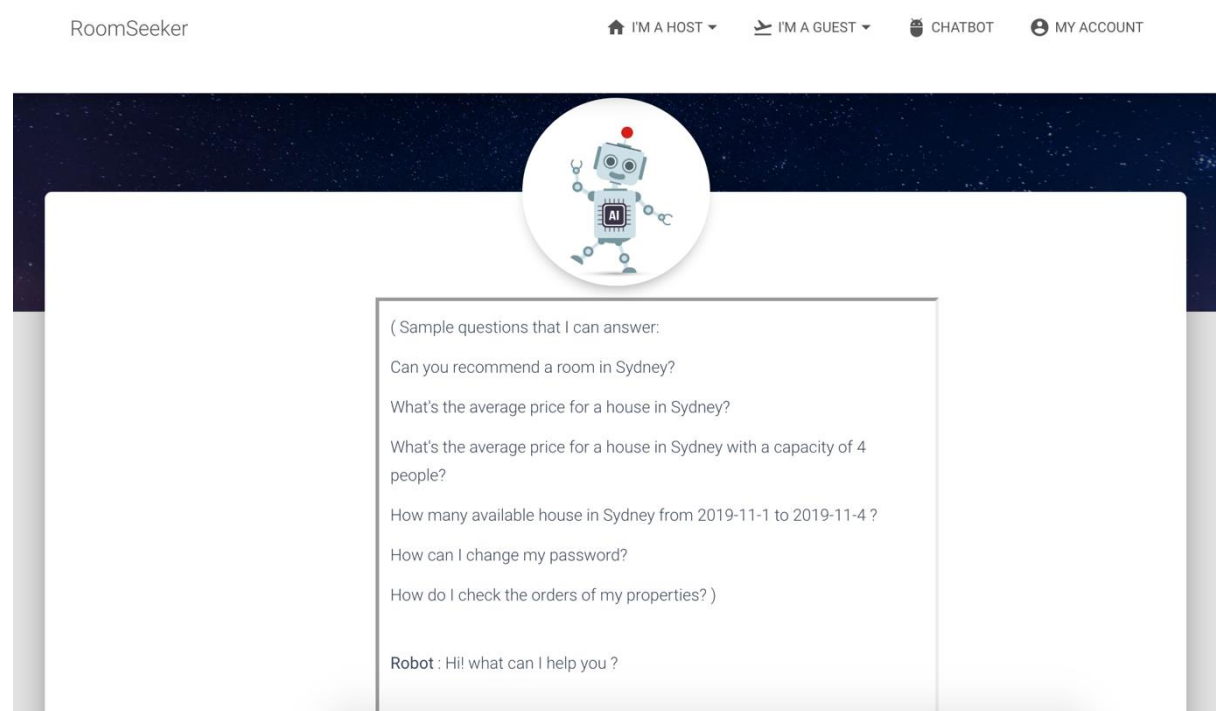 RoomSeeker
I'M A HOST
I'M A GUEST
CHATBOT
MY ACCOUNT
AI
( Sample questions that I can answer:
Can you recommend a room in Sydney?
What's the average price for a house in Sydney?
What's the average price for a house in Sydney with a capacity of 4
people?
How many available house in Sydney from 2019-11-1 to 2019-11-4 ?
How can I change my password?
How do I check the orders of my properties? )
Robot : Hi! what can I help you ?